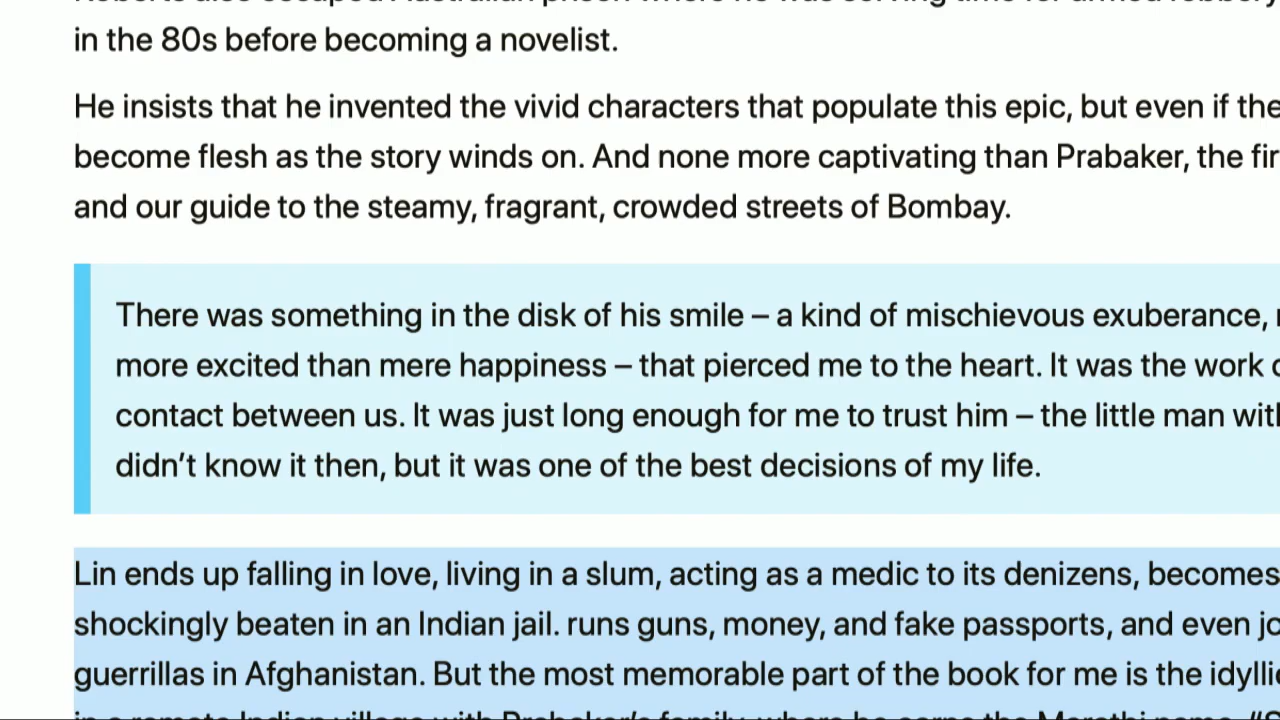 in the 80s before becoming a novelist.
He insists that he invented the vivid characters that populate this epic, but even if the
become flesh as the story winds on. And none more captivating than Prabaker, the
and our guide to the steamy, fragrant, crowded streets of Bombay.
There was something in the disk of his smile – a kind of mischievous exuberance,
more excited than mere happiness – that pierced me to the heart. It was the work
contact between us. It was just long enough for me to trust him – the little man
didn’t know it then, but it was one of the best decisions of my life.
Lin ends up falling in love, living in a slum, acting as a medic to its denizens, becomes
shockingly beaten in an Indian jail. runs guns, money, and fake passports, and even
guerrillas in Afghanistan. But the most memorable part of the book for me is the